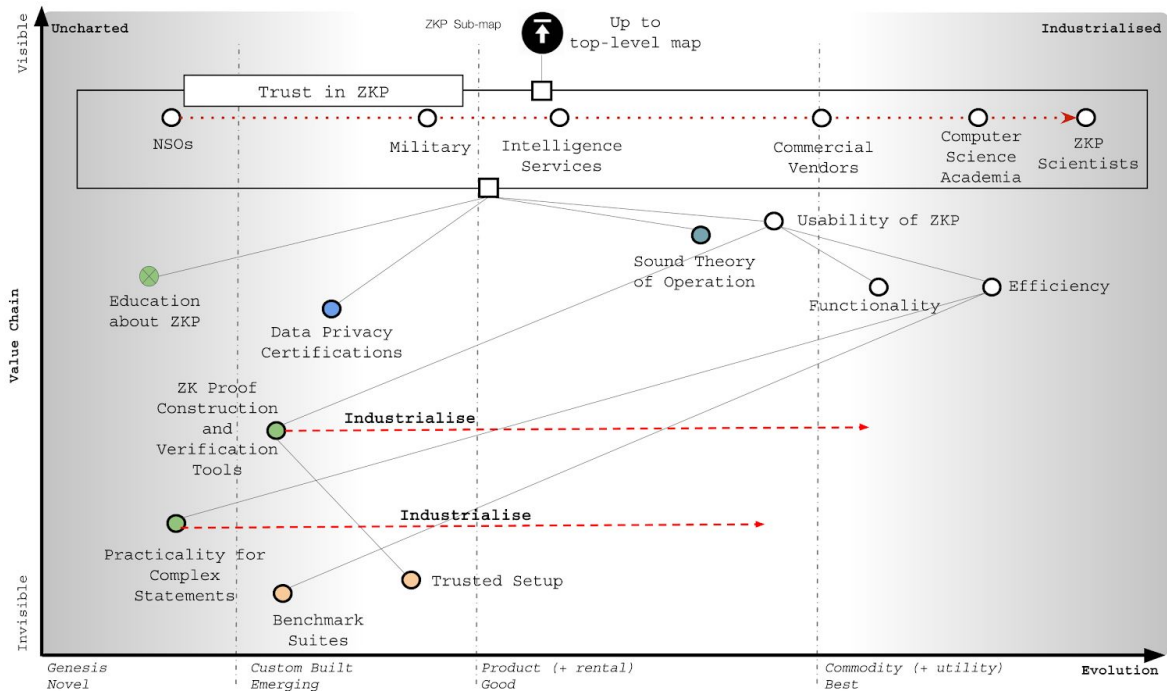 Visible
Uncharted
ZKP Sub-map
Up to
top-level map
Industrialised
Trust in ZKP
NSOs
Military
Intelligence
Services
Commercial
Vendors
Computer
Science
Academia
ZKP
Scientists
Usability of ZKP
Sound Theory
of Operation
Functionality
Efficiency
Education
about ZKP
Data Privacy
Certifications
Value Chain
ZK Proof
Construction
and
Verification
Tools
Industrialise
Industrialise
Practicality for
Complex
Statements
Trusted Setup
Benchmark
Suites
Invisible
Genesis
Novel
Custom Built
Emerging
Product (+ rental)
Good
Commodity (+ utility)
Best
Evolution